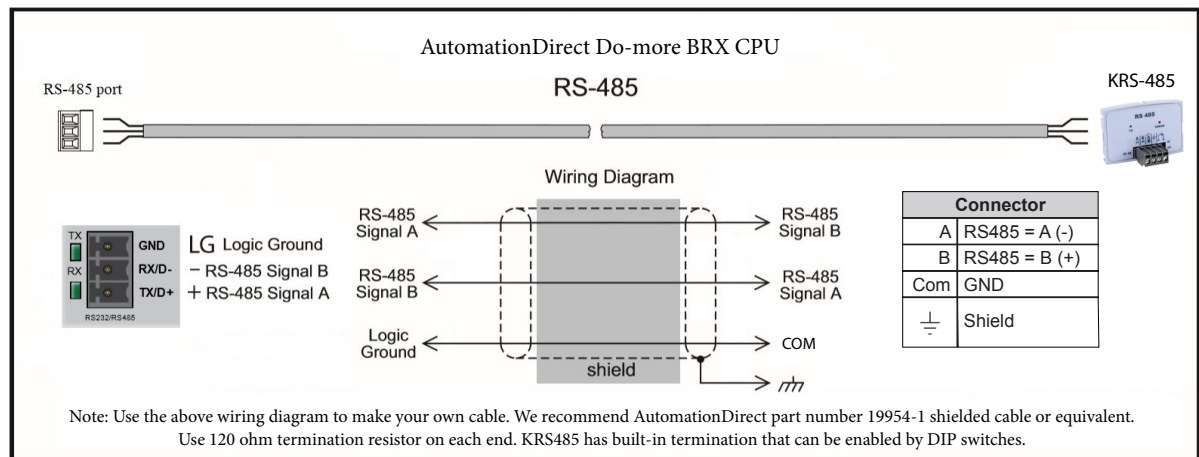 AutomationDirect Do-more BRX CPU
RS-485
RS-485 port
KRS-485
RS 485
Wiring Diagram
TX
RX
GND
RX/D-
TX/D+
RS232/RS485
LG Logic Ground
− RS-485 Signal B
+ RS-485 Signal A
RS-485
Signal A
RS-485
Signal B
Logic
Ground
shield
RS-485
Signal B
RS-485
Signal A
COM
Connector
A RS485 = A (-)
B RS485 = B (+)
Com GND
Shield
Note: Use the above wiring diagram to make your own cable. We recommend AutomationDirect part number 19954-1 shielded cable or equivalent.
Use 120 ohm termination resistor on each end. KRS485 has built-in termination that can be enabled by DIP switches.